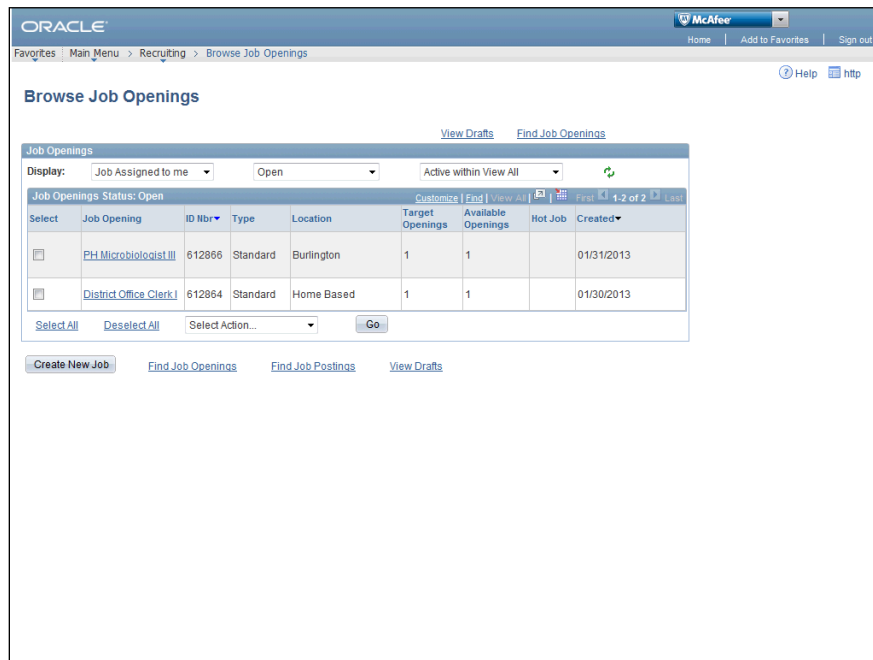 ORACLE
McAfee
Home | Add to Favorites | Sign out
Favorites Main Menu > Recruiting > Browse Job Openings
Help http
Browse Job Openings
View Drafts Find Job Openings
Job Openings
Display: Job Assigned to me Open Active within View All
Job Openings Status: Open Customize | Find | View All | First 1-2 of 2 Last
Select Job Opening ID Nbr Type Location Target Openings Available Openings Hot Job Created
PH Microbiologist III 612866 Standard Burlington 1 1 01/31/2013
District Office Clerk I 612864 Standard Home Based 1 1 01/30/2013
Select All Deselect All Select Action... Go
Create New Job Find Job Openings Find Job Postings View Drafts